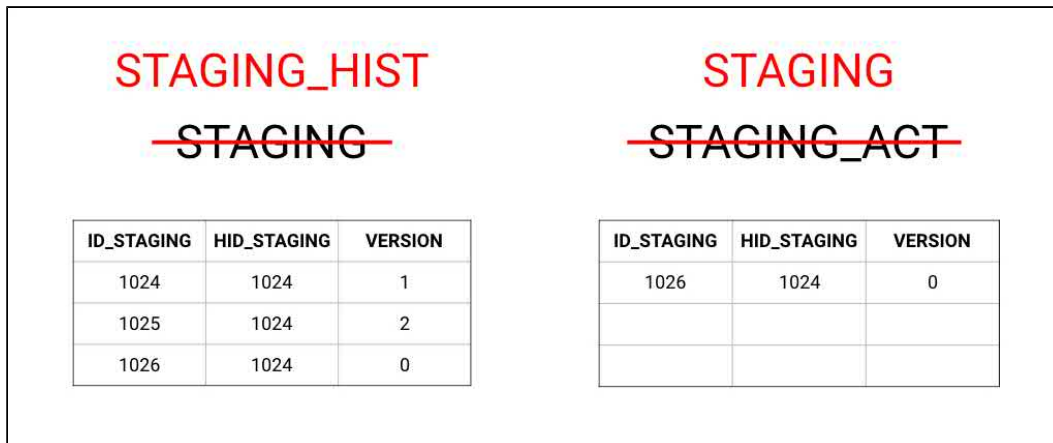 STAGING_HIST
STAGING
ID_STAGING HID_STAGING VERSION
1024 1024 1
1025 1024 2
1026 1024 0
STAGING
STAGING_ACT
ID_STAGING HID_STAGING VERSION
1026 1024 0